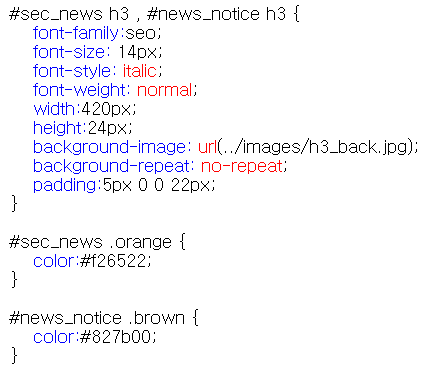 #sec_news h3 , #news_notice h3 {
font-family:seo;
font-size: 14px;
font-style: italic;
font-weight: normal;
width:420px;
height:24px;
background-image: url(../images/h3_back.jpg);
background-repeat: no-repeat;
padding:5px 0 0 22px;
}
#sec_news .orange {
color:#f26522;
}
#news_notice .brown {
color:#827b00;
}